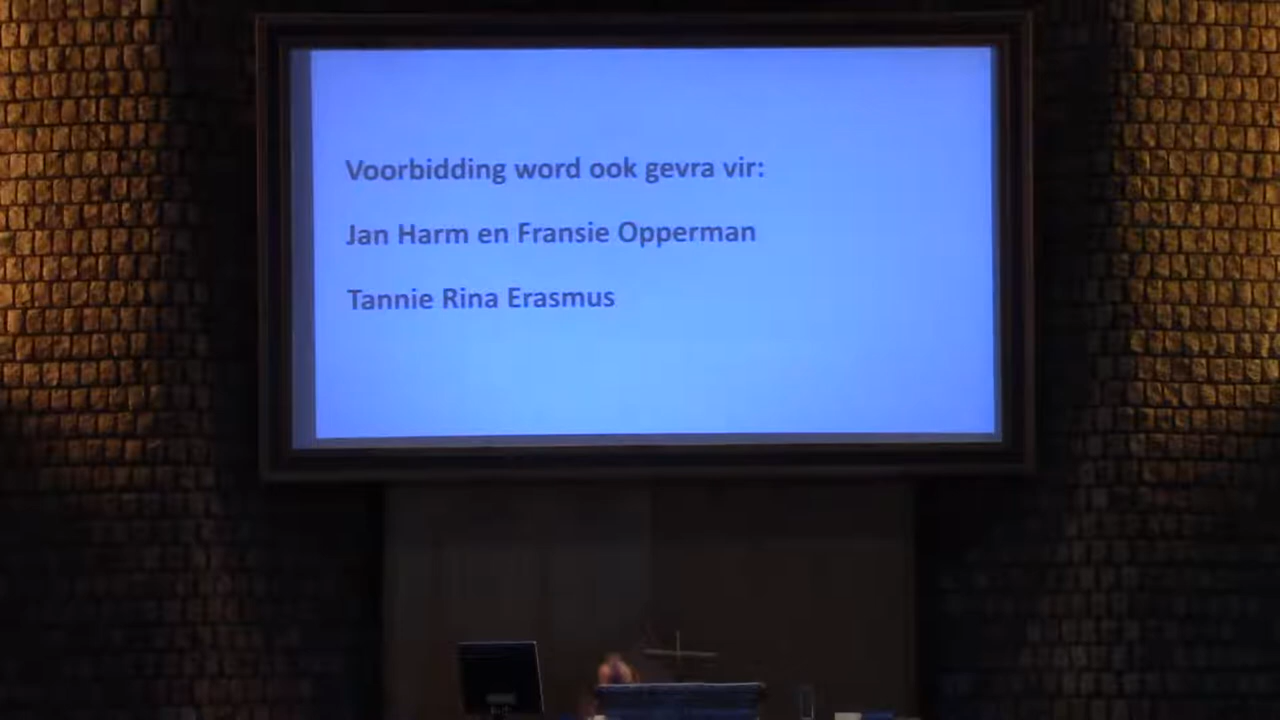 Voorbidding word ook gevra vir:
Jan Harm en Fransie Opperman
Tannie Rina Erasmus